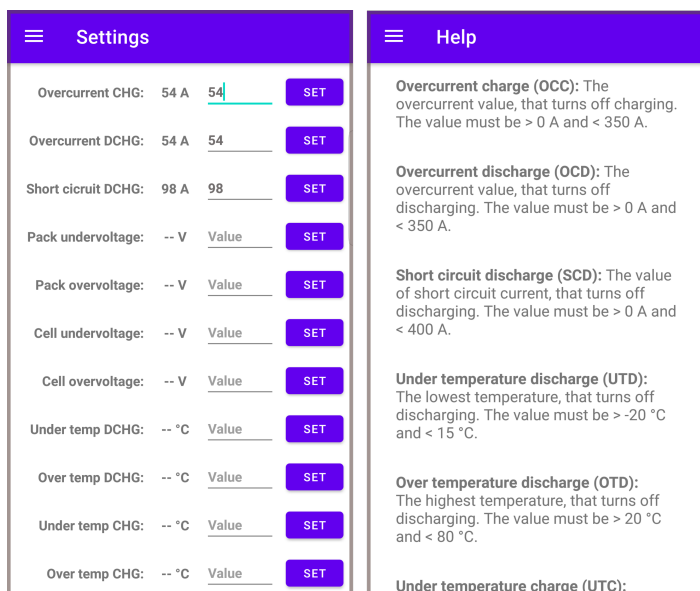 Settings
Overcurrent CHG: 54 A 54 SET
Overcurrent DCHG: 54 A 54 SET
Short cicruit DCHG: 98 A 98 SET
Pack undervoltage: -- V Value SET
Pack overvoltage: -- V Value SET
Cell undervoltage: -- V Value SET
Cell overvoltage: -- V Value SET
Under temp DCHG: -- °C Value SET
Over temp DCHG: -- °C Value SET
Under temp CHG: -- °C Value SET
Over temp CHG: -- °C Value SET
Help
Overcurrent charge (OCC): The
overcurrent value, that turns off charging.
The value must be > 0 A and < 350 A.
Overcurrent discharge (OCD): The
overcurrent value, that turns off
discharging. The value must be > 0 A and
< 350 A.
Short circuit discharge (SCD): The value
of short circuit current, that turns off
discharging. The value must be > 0 A and
< 400 A.
Under temperature discharge (UTD):
The lowest temperature, that turns off
discharging. The value must be > -20 °C
and < 15 °C.
Over temperature discharge (OTD):
The highest temperature, that turns off
discharging. The value must be > 20 °C
and < 80 °C.
Under temperature charge (UTC):